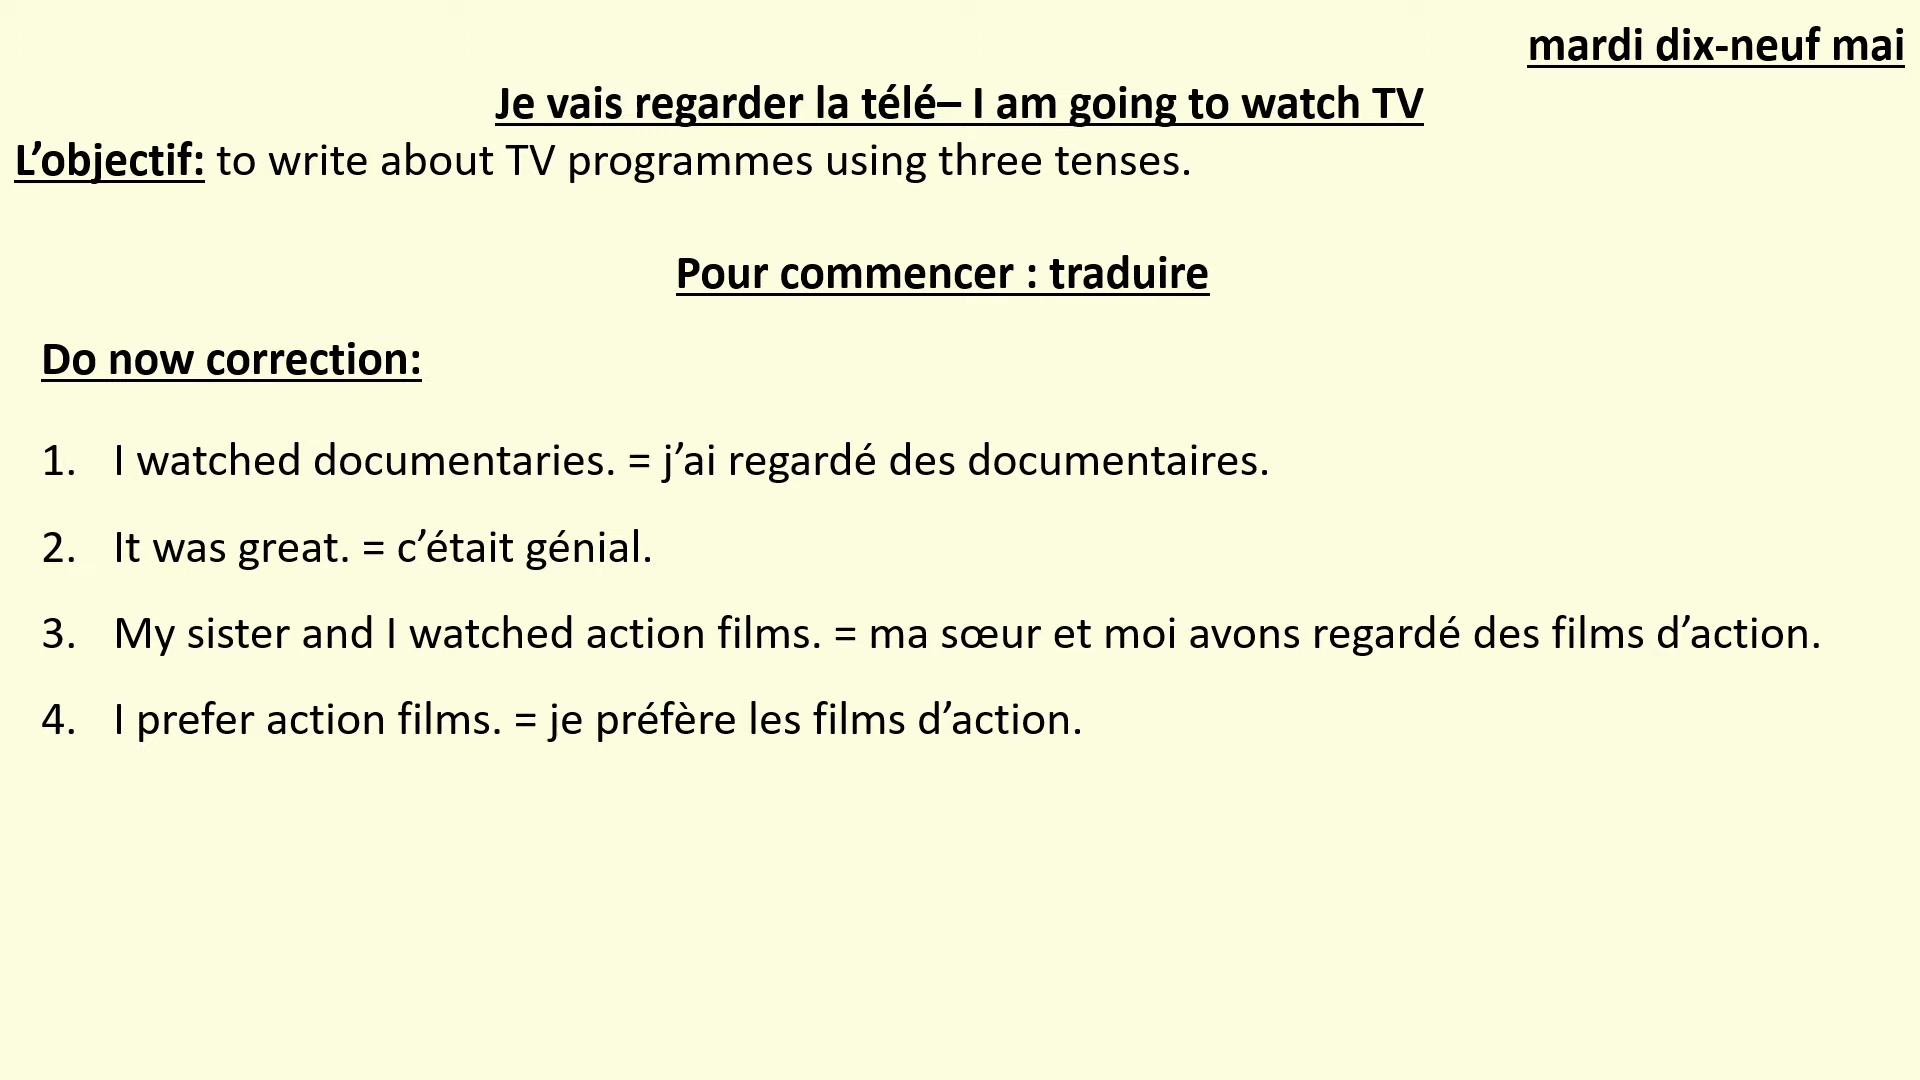 mardi dix-neuf mai
Je vais regarder la télé– I am going to watch TV
L’objectif: to write about TV programmes using three tenses.
Pour commencer : traduire
Do now correction:
1. I watched documentaries. = j’ai regardé des documentaires.
2. It was great. = c’était génial.
3. My sister and I watched action films. = ma sœur et moi avons regardé des films d’action.
4. I prefer action films. = je préfère les films d’action.